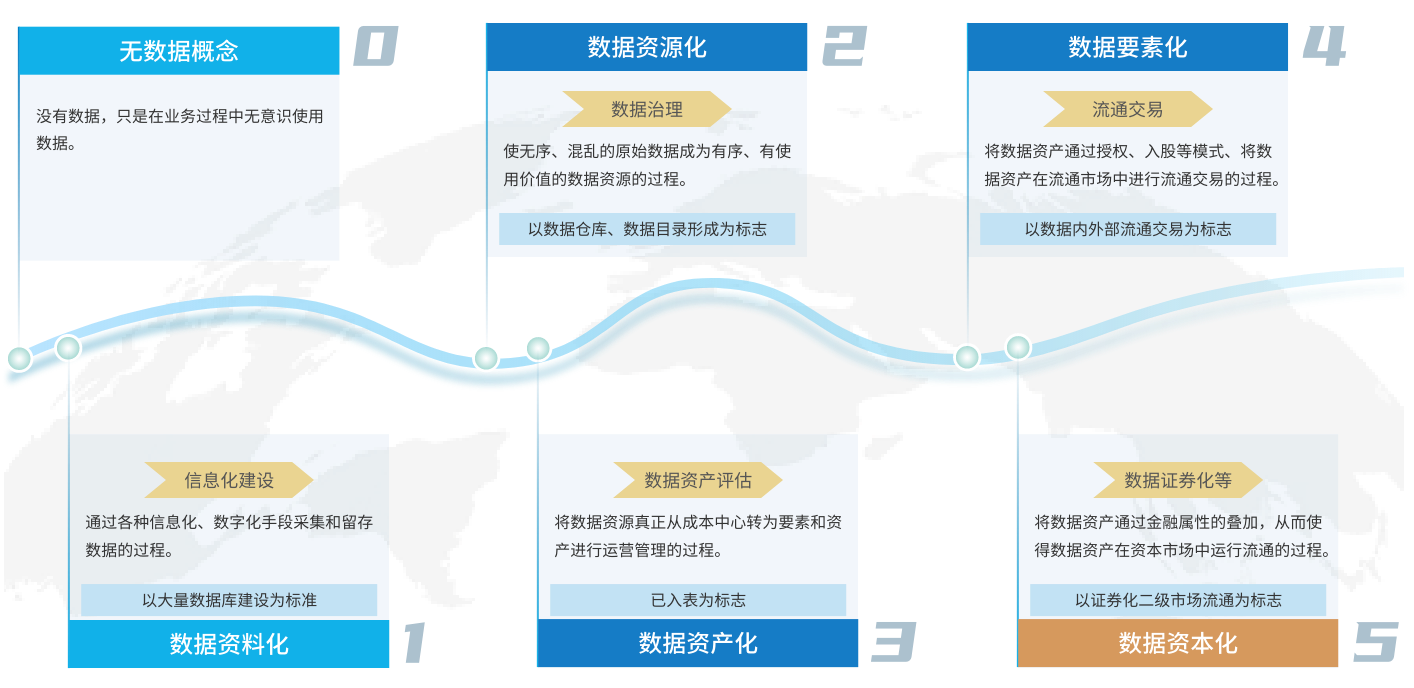 无数据概念
0
没有数据，只是在业务过程中无意识使用
数据。
数据资源化
2
数据治理
使无序、混乱的原始数据成为有序、有使
用价值的数据资源的过程。
以数据仓库、数据目录形成为标志
数据要素化
4
流通交易
将数据资产通过授权、入股等模式、将数
据资产在流通市场中进行流通交易的过程。
以数据内外部流通交易为标志
信息化建设
通过各种信息化、数字化手段采集和留存
数据的过程。
以大量数据库建设为标准
数据资料化
1
数据资产评估
将数据资源真正从成本中心转为要素和资
产进行运营管理的过程。
已入表为标志
数据资产化
3
数据证券化等
将数据资产通过金融属性的叠加，从而使
得数据资产在资本市场中运行流通的过程。
以证券化二级市场流通为标志
数据资本化
5